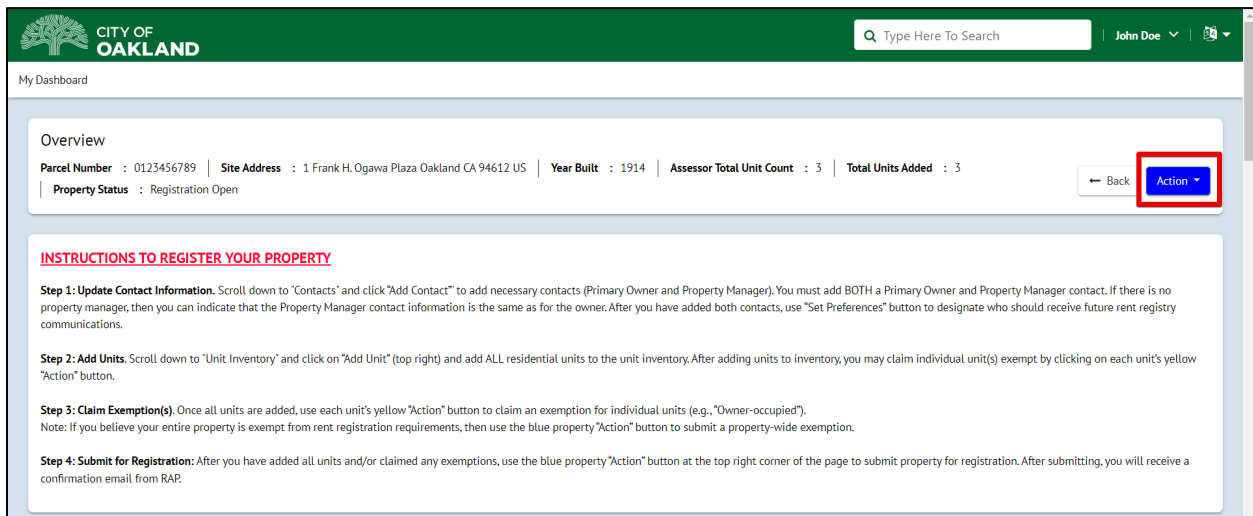 CITY OF
OAKLAND
Type Here To Search
John Doe
My Dashboard
Overview
Parcel Number : 0123456789 | Site Address : 1 Frank H. Ogawa Plaza Oakland CA 94612 US | Year Built : 1914 | Assessor Total Unit Count : 3 | Total Units Added : 3
| Property Status : Registration Open
← Back
Action
INSTRUCTIONS TO REGISTER YOUR PROPERTY
Step 1: Update Contact Information. Scroll down to "Contacts" and click "Add Contact"' to add necessary contacts (Primary Owner and Property Manager). You must add BOTH a Primary Owner and Property Manager contact. If there is no
property manager, then you can indicate that the Property Manager contact information is the same as for the owner. After you have added both contacts, use "Set Preferences" button to designate who should receive future rent registry
communications.
Step 2: Add Units. Scroll down to "Unit Inventory" and click on "Add Unit" (top right) and add ALL residential units to the unit inventory. After adding units to inventory, you may claim individual unit(s) exempt by clicking on each unit's yellow
"Action" button.
Step 3: Claim Exemption(s). Once all units are added, use each unit's yellow "Action" button to claim an exemption for individual units (e.g., "Owner-occupied").
Note: If you believe your entire property is exempt from rent registration requirements, then use the blue property "Action" button to submit a property-wide exemption.
Step 4: Submit for Registration: After you have added all units and/or claimed any exemptions, use the blue property "Action" button at the top right corner of the page to submit property for registration. After submitting, you will receive a
confirmation email from RAP.